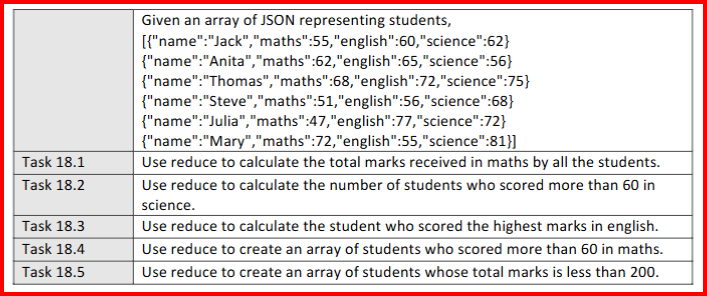 Given an array of JSON representing students,
[{"name":"Jack","maths":55,"english":60,"science":62}
{"name":"Anita","maths":62,"english":65,"science":56}
{"name":"Thomas","maths":68,"english":72,"science":75}
{"name":"Steve","maths":51,"english":56,"science":68}
{"name":"Julia","maths":47,"english":77,"science":72}
{"name":"Mary","maths":72,"english":55,"science":81}]
Task 18.1 Use reduce to calculate the total marks received in maths by all the students.
Task 18.2 Use reduce to calculate the number of students who scored more than 60 in
science.
Task 18.3 Use reduce to calculate the student who scored the highest marks in english.
Task 18.4 Use reduce to create an array of students who scored more than 60 in maths.
Task 18.5 Use reduce to create an array of students whose total marks is less than 200.